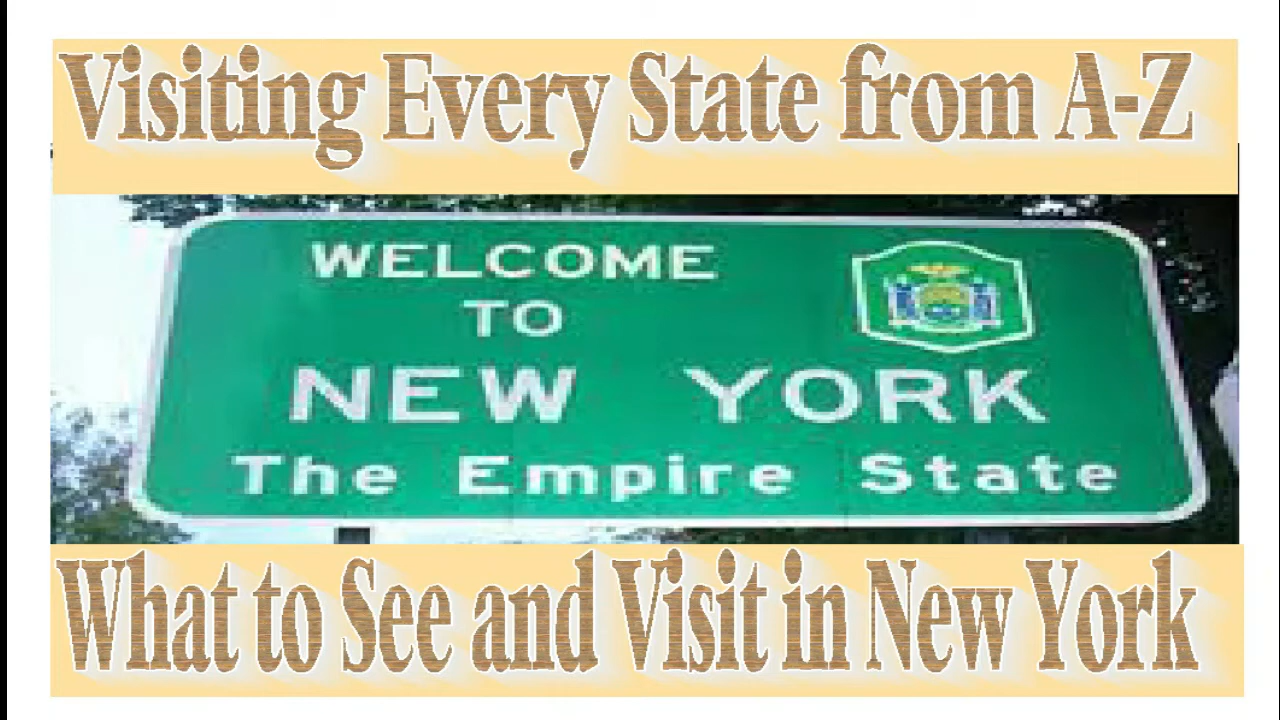 Visiting Every State from A-Z
WELCOME
TO
NEW YORK
The Empire State
What to See and Visit in New York